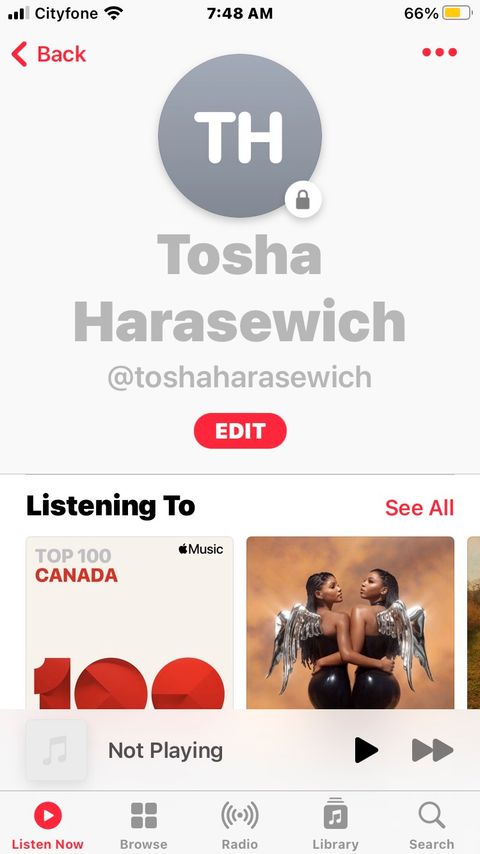 Cityfone 7:48 AM 66%
Back
TH
Tosha
Harasewich
@toshaharasewich
EDIT
Listening To See All
TOP 100 Music
CANADA
100
Not Playing
Listen Now Browse Radio Library Search